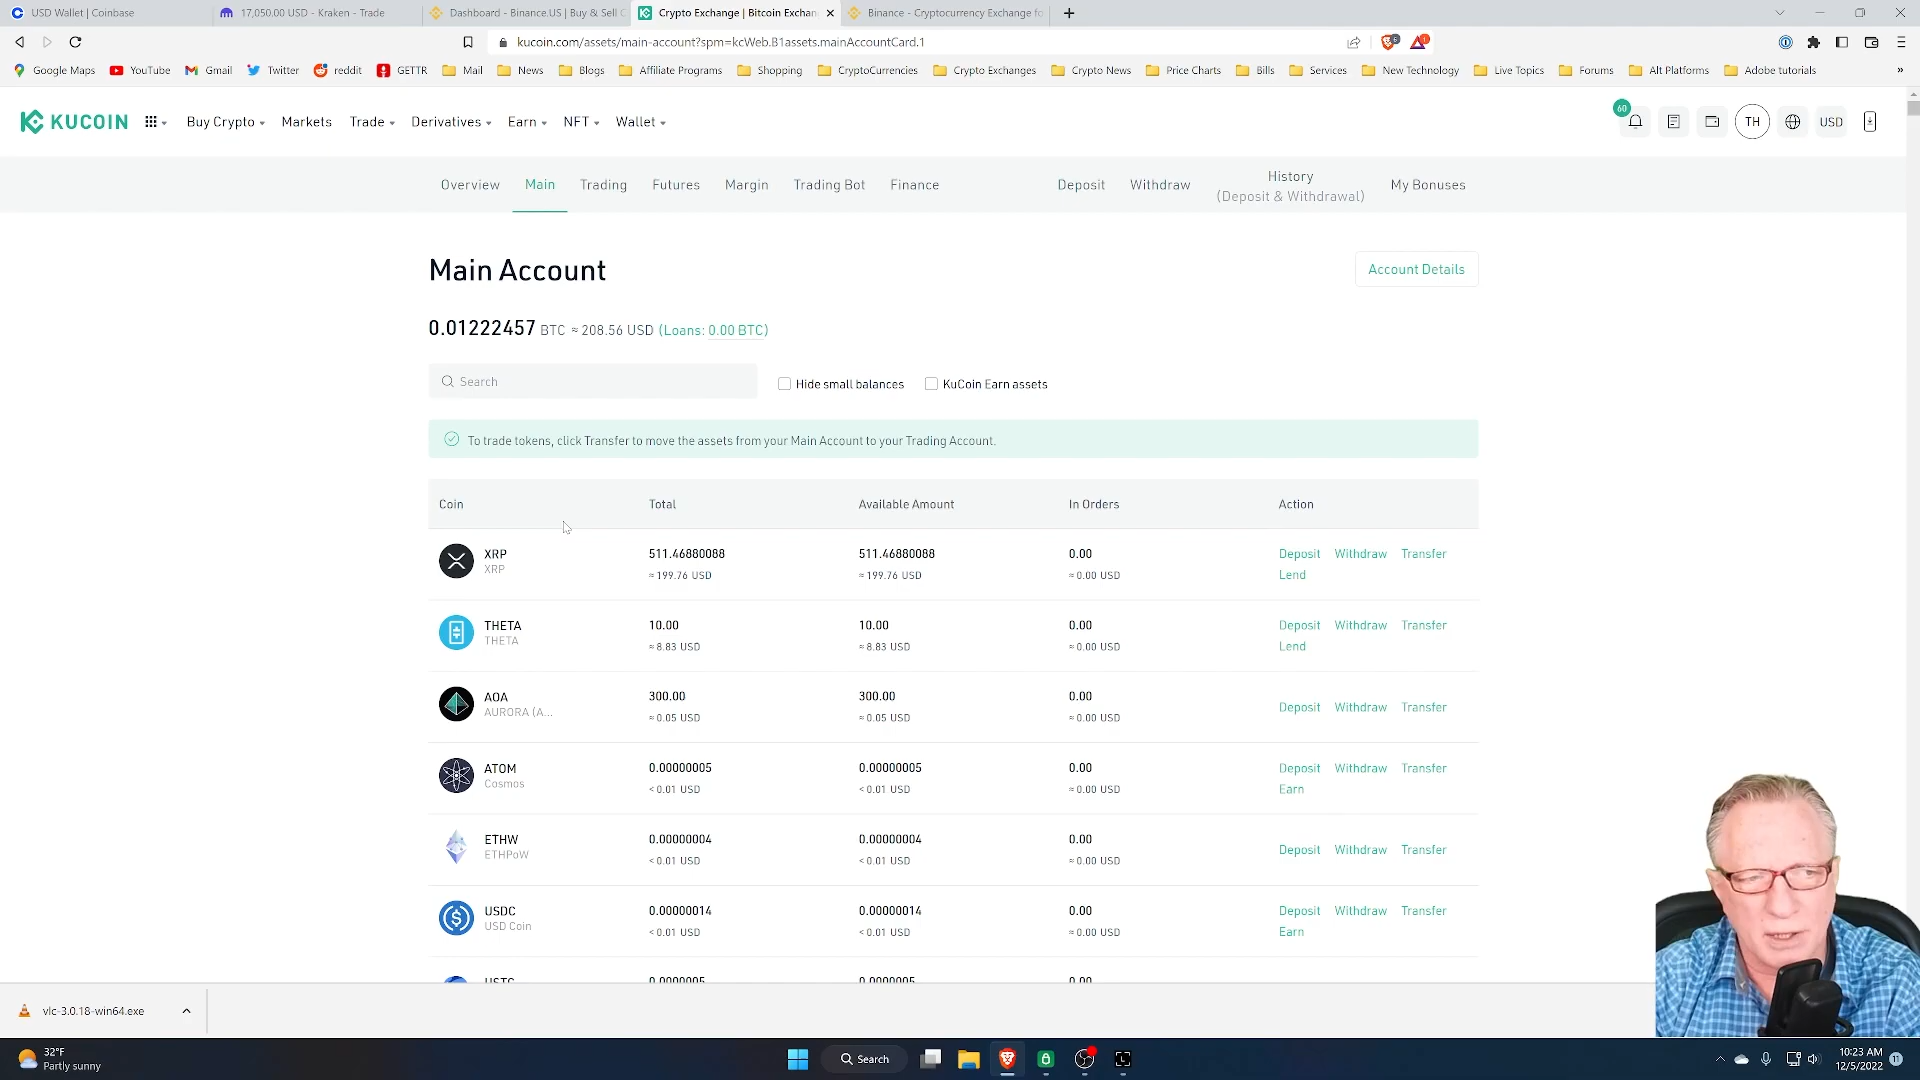 USD Wallet | Coinbase
17,050.00 USD - Kraken - Trade
Dashboard - Binance.US | Buy & Sell C
Crypto Exchange | Bitcoin Exchan
Binance - Cryptocurrency Exchange fo
kucoin.com/assets/main-account?spm=kcWeb.B1assets.mainAccountCard.1
Google Maps YouTube Gmail Twitter reddit GETTR Mail News Blogs Affiliate Programs Shopping CryptoCurrencies Crypto Exchanges Crypto News Price Charts Bills Services New Technology Live Topics Forums Alt Platforms Adobe tutorials »
KUCOIN Buy Crypto Markets Trade Derivatives Earn NFT Wallet 60 TH USD
Overview Main Trading Futures Margin Trading Bot Finance Deposit Withdraw History My Bonuses
(Deposit & Withdrawal)
Main Account
Account Details
0.01222457 BTC ≈ 208.56 USD (Loans: 0.00 BTC)
Search Hide small balances KuCoin Earn assets
To trade tokens, click Transfer to move the assets from your Main Account to your Trading Account.
Coin Total Available Amount In Orders Action
XRP 511.46880088 511.46880088 0.00 Deposit Withdraw Transfer
XRP ≈ 199.76 USD ≈ 199.76 USD ≈ 0.00 USD Lend
THETA 10.00 10.00 0.00 Deposit Withdraw Transfer
THETA ≈ 8.83 USD ≈ 8.83 USD ≈ 0.00 USD Lend
AOA 300.00 300.00 0.00 Deposit Withdraw Transfer
AURORA (A... ≈ 0.05 USD ≈ 0.05 USD ≈ 0.00 USD
ATOM 0.00000005 0.00000005 0.00 Deposit Withdraw Transfer
Cosmos < 0.01 USD < 0.01 USD ≈ 0.00 USD Earn
ETHW 0.00000004 0.00000004 0.00 Deposit Withdraw Transfer
ETHPoW < 0.01 USD < 0.01 USD ≈ 0.00 USD
USDC 0.00000014 0.00000014 0.00 Deposit Withdraw Transfer
USD Coin < 0.01 USD < 0.01 USD ≈ 0.00 USD Earn
USTC 0.0000005 0.0000005 0.00
vlc-3.0.18-win64.exe
32°F
Partly sunny
Search
10:23 AM
12/5/2022